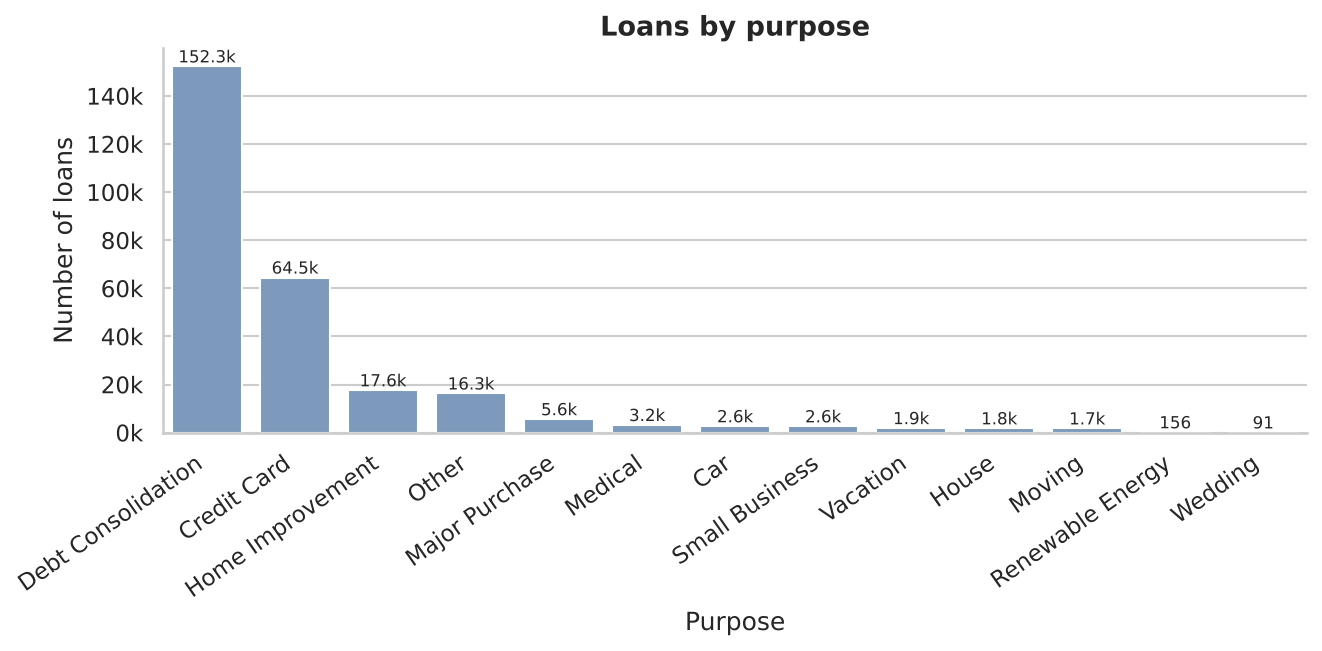 Loans by purpose
Number of loans
140k
120k
100k
80k
60k
40k
20k
0k
152.3k
64.5k
17.6k
16.3k
5.6k
3.2k
2.6k
2.6k
1.9k
1.8k
1.7k
156
91
Debt Consolidation
Credit Card
Home Improvement
Other
Major Purchase
Medical
Car
Small Business
Vacation
House
Moving
Renewable Energy
Wedding
Purpose